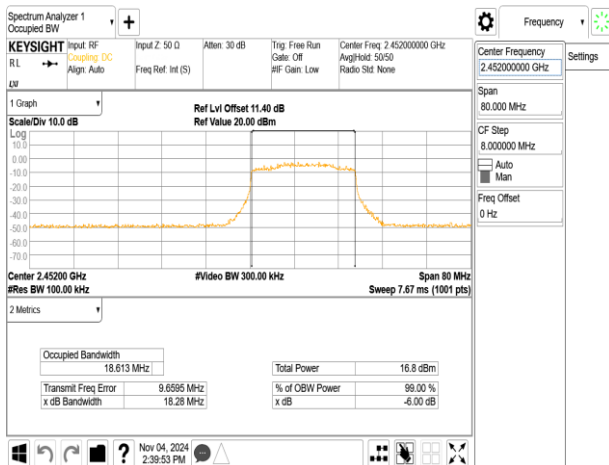 Spectrum Analyzer 1
Occupied BW
Frequency
KEYSIGHT Input: RF Input Z: 50 Ω Atten: 30 dB Trig: Free Run Center Freq: 2.452000000 GHz
RL Coupling: DC Gate: Off Avg|Hold: 50/50
Align: Auto Freq Ref: Int (S) #IF Gain: Low Radio Std: None
LXI
Center Frequency
2.452000000 GHz
Settings
Span
80.000 MHz
CF Step
8.000000 MHz
Auto
Man
Freq Offset
0 Hz
1 Graph
Ref Lvl Offset 11.40 dB
Scale/Div 10.0 dB Ref Value 20.00 dBm
Log
10.0
0.00
-10.0
-20.0
-30.0
-40.0
-50.0
-60.0
-70.0
Center 2.45200 GHz #Video BW 300.00 kHz Span 80 MHz
#Res BW 100.00 kHz Sweep 7.67 ms (1001 pts)
2 Metrics
Occupied Bandwidth
18.613 MHz Total Power 16.8 dBm
Transmit Freq Error 9.6595 MHz % of OBW Power 99.00 %
x dB Bandwidth 18.28 MHz x dB -6.00 dB
Nov 04, 2024
2:39:53 PM